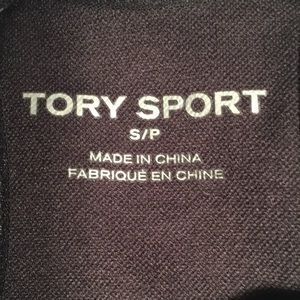 TORY SPORT
S/P
MADE IN CHINA
FABRIQUÉ EN CHINE